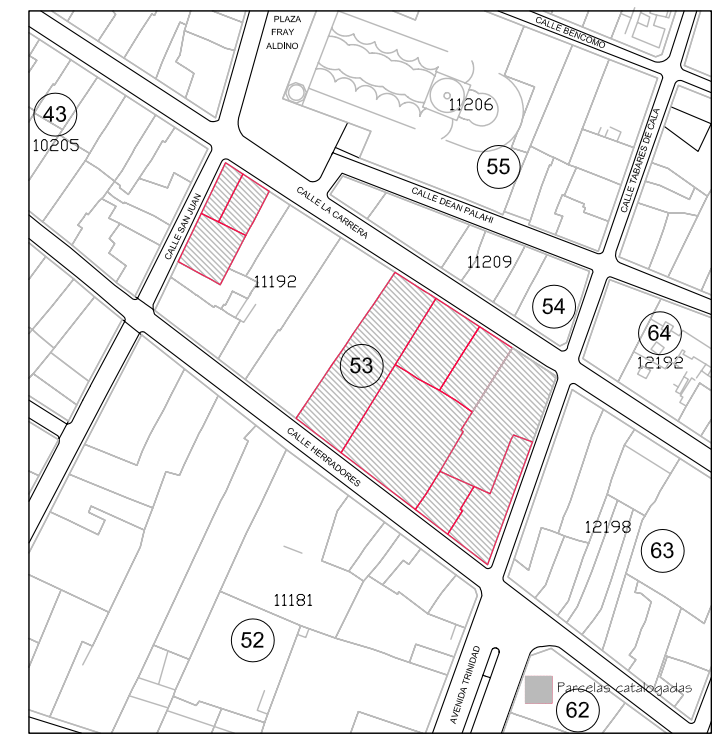 PLAZA
FRAY
ALDINO
CALLE BENCOMO
43
10205
11206
CALLE TABARES DE CALA
55
CALLE DEAN PALAHI
CALLE SAN JUAN
CALLE LA CARRERA
11209
11192
54
64
12192
53
CALLE HERRADORES
12198
63
11181
52
AVENIDA TRINIDAD
Parcelas catalogadas
62